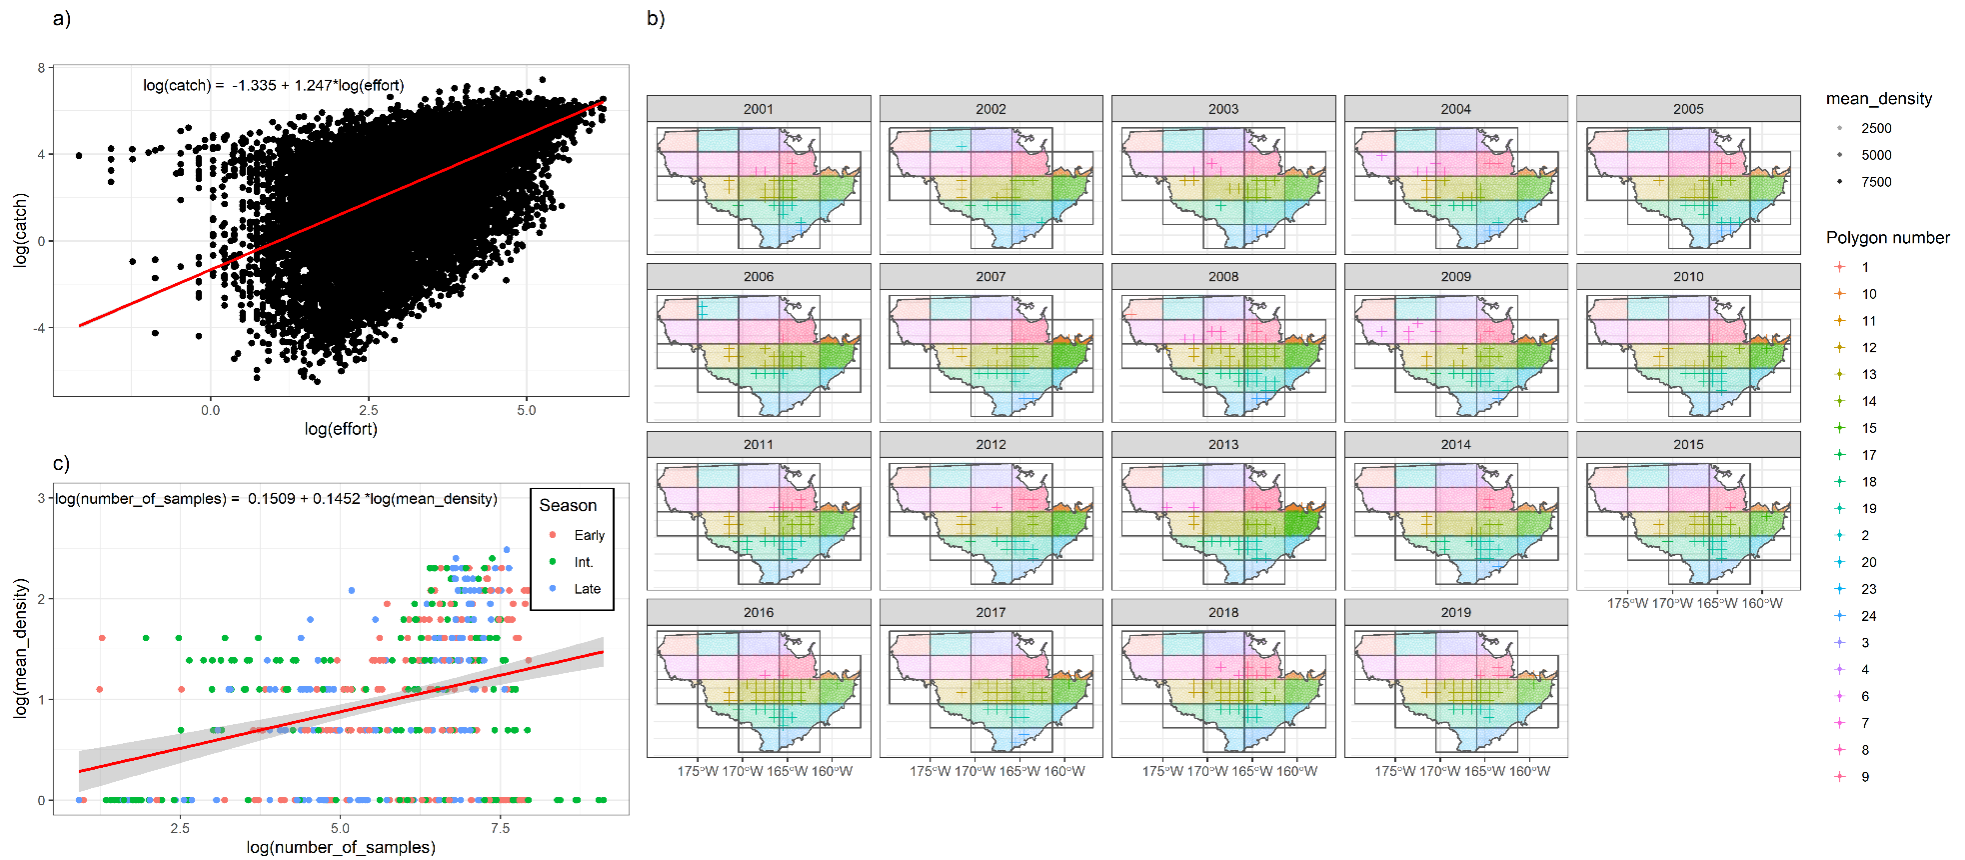 a)
log(catch) = -1.335 + 1.247*log(effort)
8
4
0
-4
log(catch)
0.0
2.5
5.0
log(effort)
b)
2001
2002
2003
2004
2005
2006
2007
2008
2009
2010
2011
2012
2013
2014
2015
175°W 170°W 165°W 160°W
2016
2017
2018
2019
175°W 170°W 165°W 160°W
175°W 170°W 165°W 160°W
175°W 170°W 165°W 160°W
175°W 170°W 165°W 160°W
mean_density
2500
5000
7500
Polygon number
1
10
11
12
13
14
15
17
18
19
2
20
23
24
3
4
6
7
8
9
c)
log(number_of_samples) = 0.1509 + 0.1452 *log(mean_density)
Season
Early
Int.
Late
3
2
1
0
log(mean_density)
2.5
5.0
7.5
log(number_of_samples)